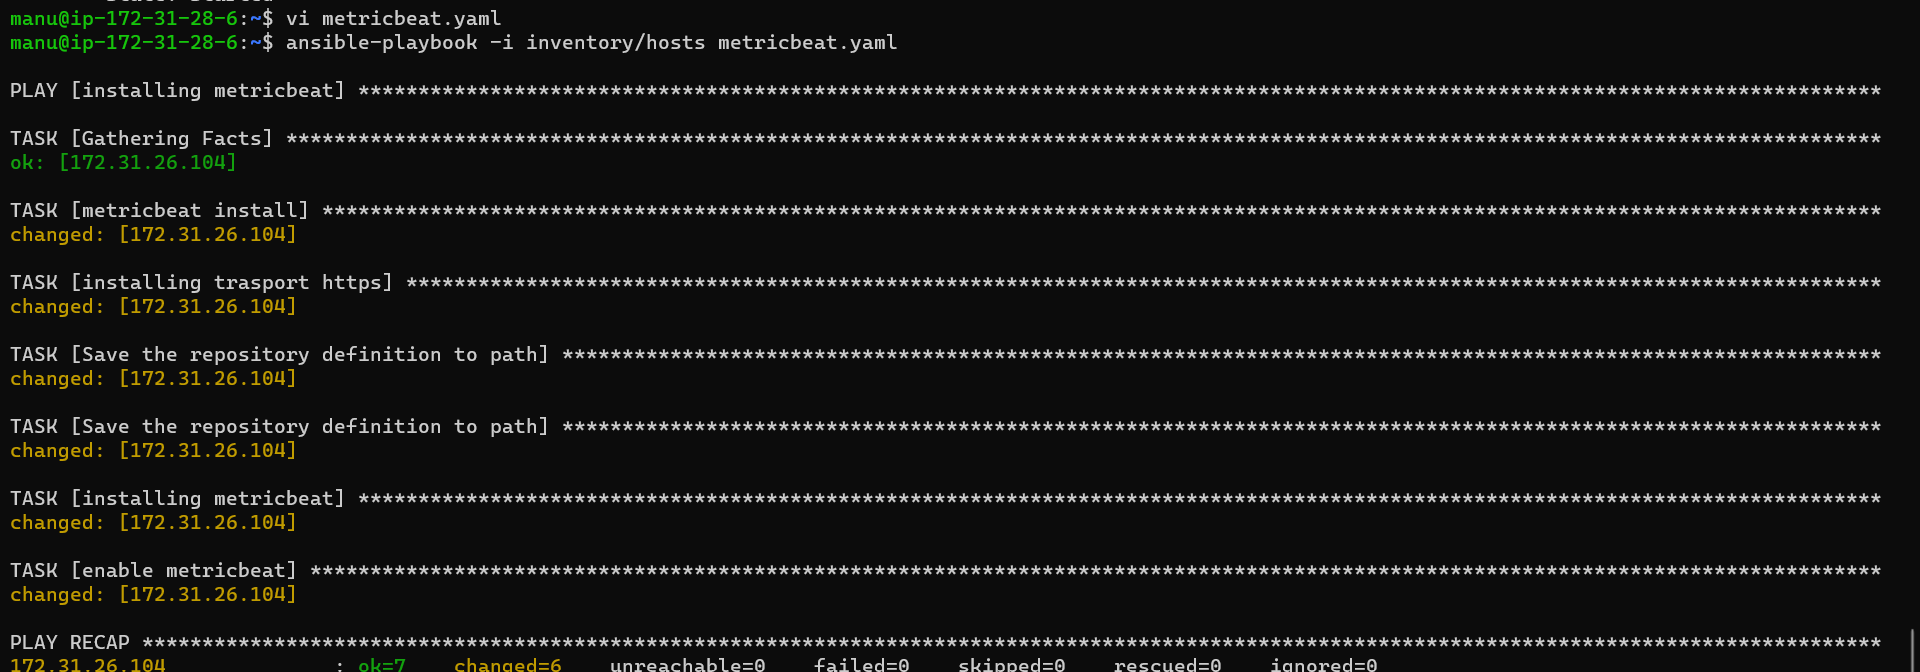 manu@ip-172-31-28-6:~$ vi metricbeat.yaml
manu@ip-172-31-28-6:~$ ansible-playbook -i inventory/hosts metricbeat.yaml
PLAY [installing metricbeat] *******************************************************************************************************************************
TASK [Gathering Facts] *************************************************************************************************************************************
ok: [172.31.26.104]
TASK [metricbeat install] **********************************************************************************************************************************
changed: [172.31.26.104]
TASK [installing trasport https] ***************************************************************************************************************************
changed: [172.31.26.104]
TASK [Save the repository definition to path] **************************************************************************************************************
changed: [172.31.26.104]
TASK [Save the repository definition to path] **************************************************************************************************************
changed: [172.31.26.104]
TASK [installing metricbeat] *******************************************************************************************************************************
changed: [172.31.26.104]
TASK [enable metricbeat] ***********************************************************************************************************************************
changed: [172.31.26.104]
PLAY RECAP *************************************************************************************************************************************************
172.31.26.104              : ok=7    changed=6    unreachable=0    failed=0    skipped=0    rescued=0    ignored=0